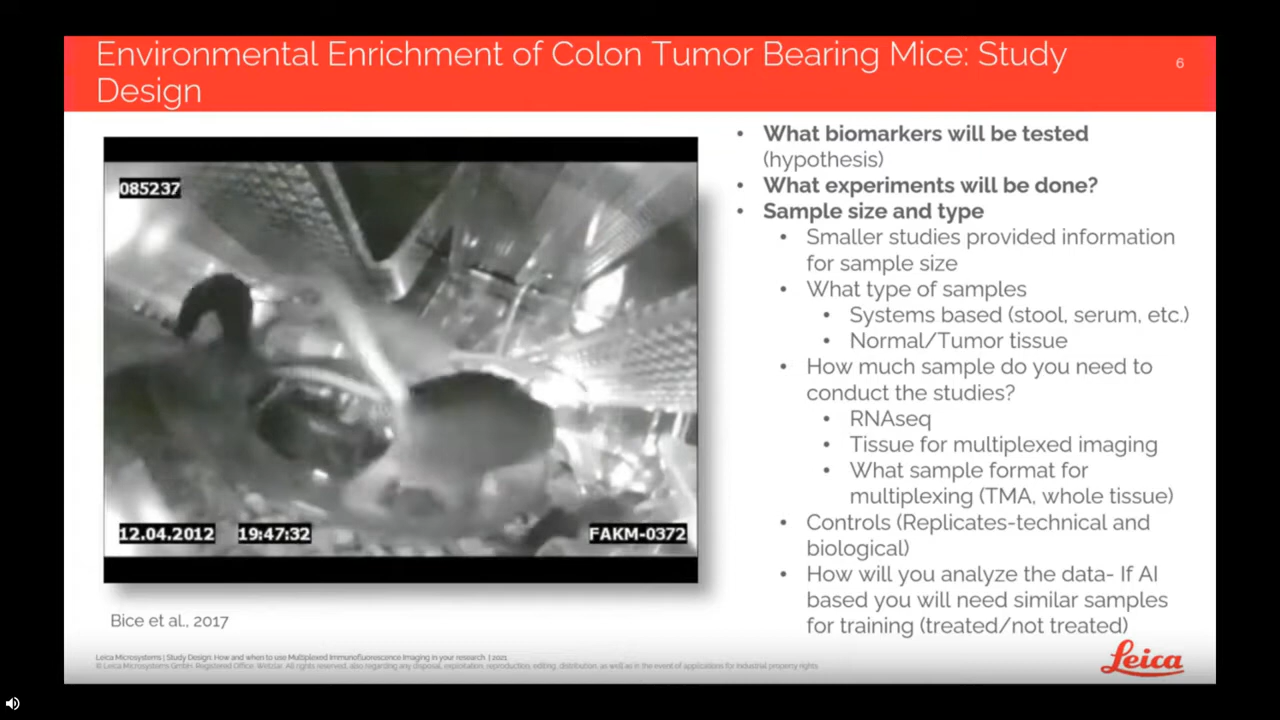 Environmental Enrichment of Colon Tumor Bearing Mice: Study
Design
6
085237
12.04.2012 19:47:32 FAKM-0372
Bice et al., 2017
• What biomarkers will be tested
(hypothesis)
• What experiments will be done?
• Sample size and type
• Smaller studies provided information
for sample size
• What type of samples
• Systems based (stool, serum, etc.)
• Normal/Tumor tissue
• How much sample do you need to
conduct the studies?
• RNAseq
• Tissue for multiplexed imaging
• What sample format for
multiplexing (TMA, whole tissue)
• Controls (Replicates-technical and
biological)
• How will you analyze the data- If AI
based you will need similar samples
for training (treated/not treated)
Leica Microsystems | Study Design: How and when to use Multiplexed Immunofluorescence Imaging in your research. | 2021
© Leica Microsystems GmbH. Registered Office: Wetzlar. All rights reserved, also regarding any disposal, exploitation, reproduction, editing, distribution, as well as in the event of applications for industrial property rights.
Leica